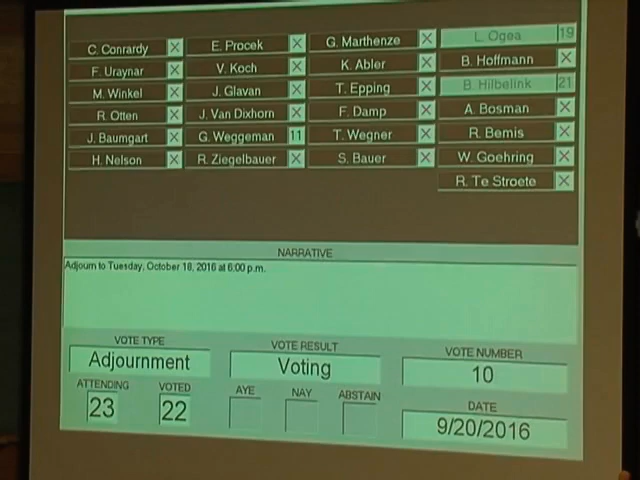 C. Conrardy X E. Procek X G. Marthenze X L. Ogea 19
F. Uraynar X V. Koch X K. Abler X B. Hoffmann X
M. Winkel X J. Glavan X T. Epping X B. Hilbelink 21
R. Otten X J. Van Dixhorn X F. Damp X A. Bosman X
J. Baumgart X G. Weggeman 11 T. Wegner X R. Bemis X
H. Nelson X R. Ziegelbauer X S. Bauer X W. Goehring X
R. Te Stroete X
NARRATIVE
Adjourn to Tuesday, October 18, 2016 at 6:00 p.m.
VOTE TYPE VOTE RESULT VOTE NUMBER
Adjournment Voting 10
ATTENDING VOTED AYE NAY ABSTAIN DATE
23 22 9/20/2016